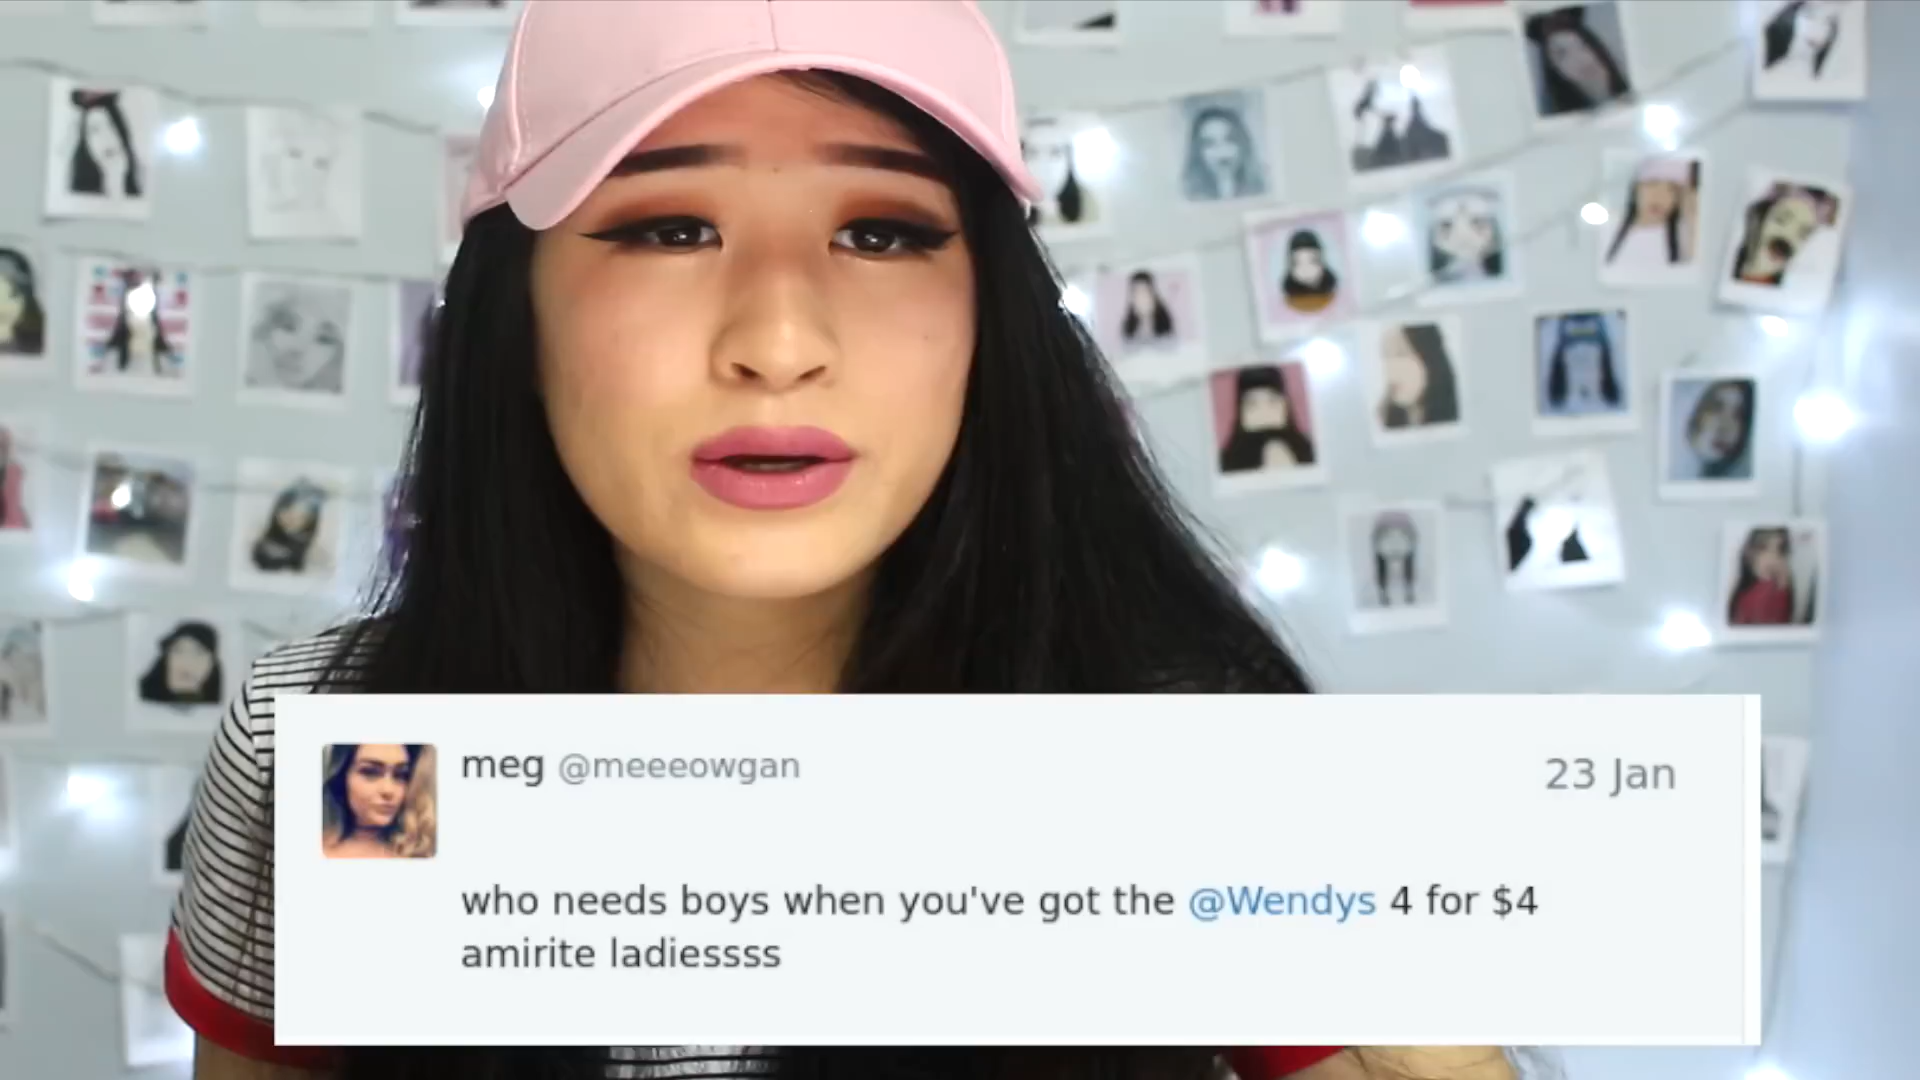 meg @meeeowgan
23 Jan
who needs boys when you've got the @Wendys 4 for $4
amirite ladiessss